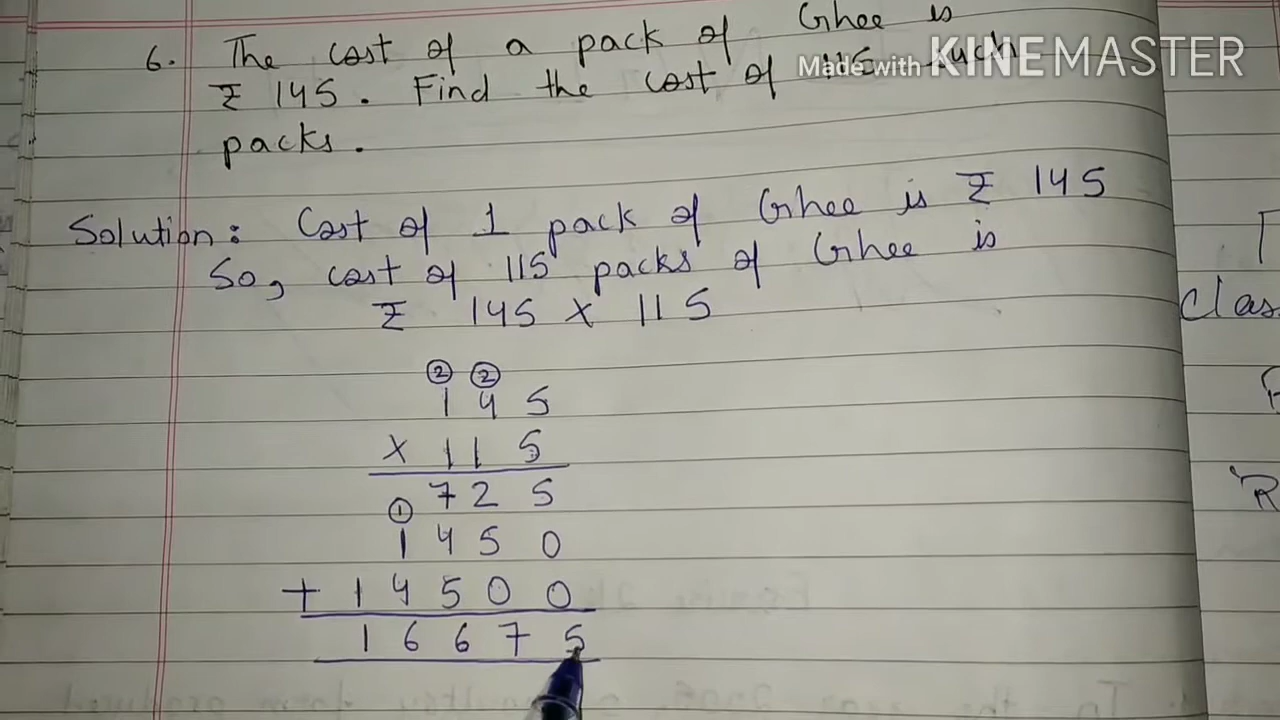 6. The cost of a pack of Ghee is
Made with KINEMASTER
₹ 145. Find the cost of 115 such
packs.
Solution: Cost of 1 pack of Ghee is ₹ 145
So, cost of 115 packs of Ghee is
₹ 145 x 115
Clas
② ②
1 4 5
x 1 1 5
7 2 5
①
1 4 5 0
+ 1 4 5 0 0
1 6 6 7 5
R